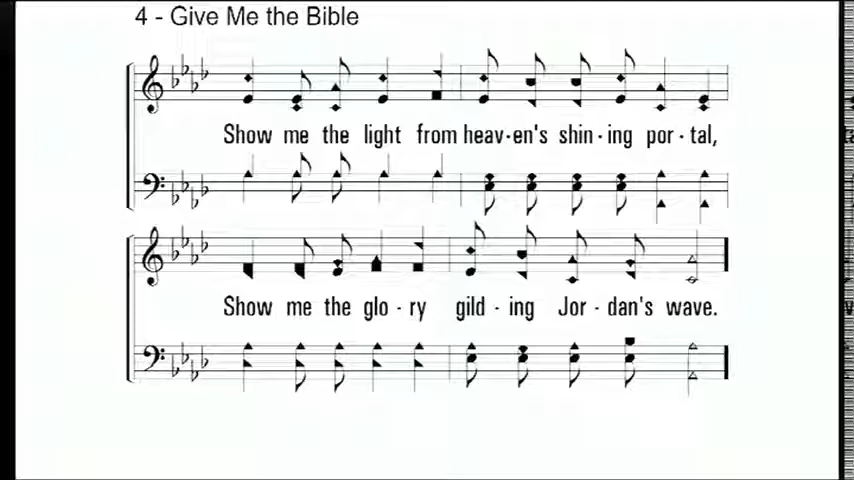 4 - Give Me the Bible
Show me the light from heav-en's shin-ing por-tal,
Show me the glo-ry gild-ing Jor-dan's wave.